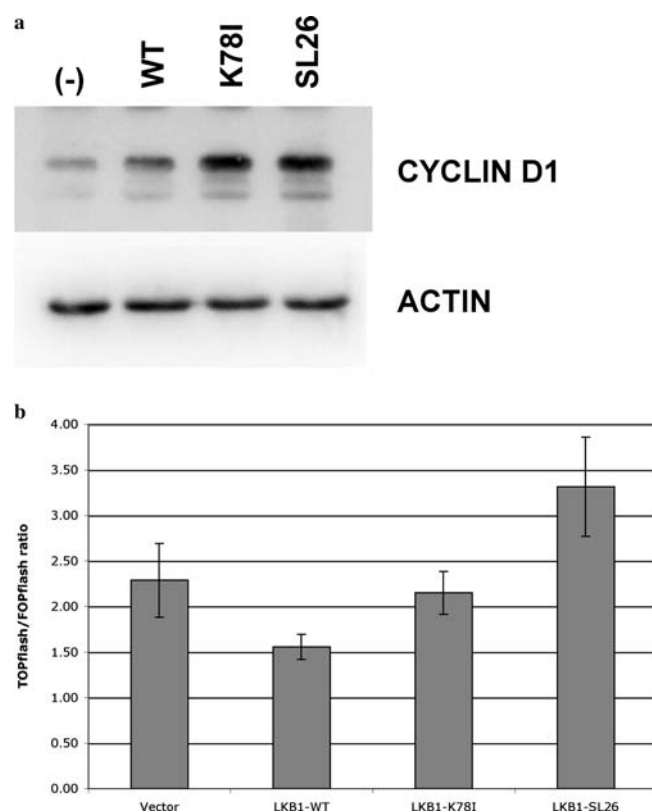 a
(-) WT K78I SL26
CYCLIN D1
ACTIN
b
4.00
3.50
3.00
2.50
2.00
1.50
1.00
0.50
0.00
TOPflash/FOPflash ratio
Vector LKB1-WT LKB1-K78I LKB1-SL26